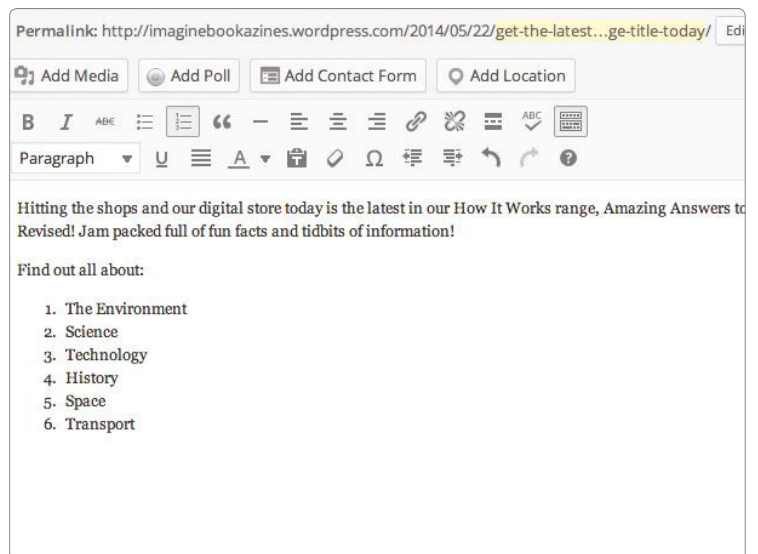 Permalink: http://imaginebookazines.wordpress.com/2014/05/22/get-the-latest…ge-title-today/ Edi
Add Media Add Poll Add Contact Form Add Location
B I ABC “ ABC
Paragraph U A T Ω ?
Hitting the shops and our digital store today is the latest in our How It Works range, Amazing Answers to
Revised! Jam packed full of fun facts and tidbits of information!
Find out all about:
1. The Environment
2. Science
3. Technology
4. History
5. Space
6. Transport